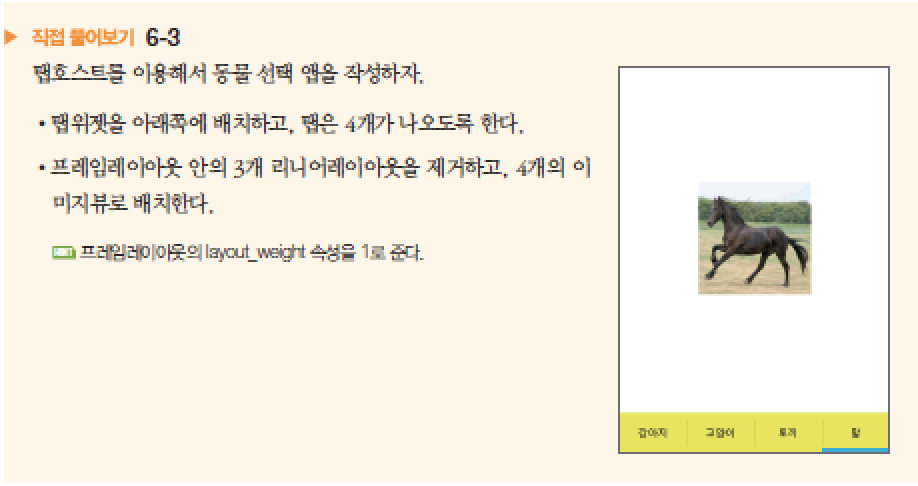 직접 풀어보기 6-3
탭호스트를 이용해서 동물 선택 앱을 작성하자.
• 탭위젯을 아래쪽에 배치하고, 탭은 4개가 나오도록 한다.
• 프레임레이아웃 안의 3개 리니어레이아웃을 제거하고, 4개의 이
미지뷰로 배치한다.
프레임레이아웃의 layout_weight 속성을 1로 준다.
강아지 고양이 토끼 말